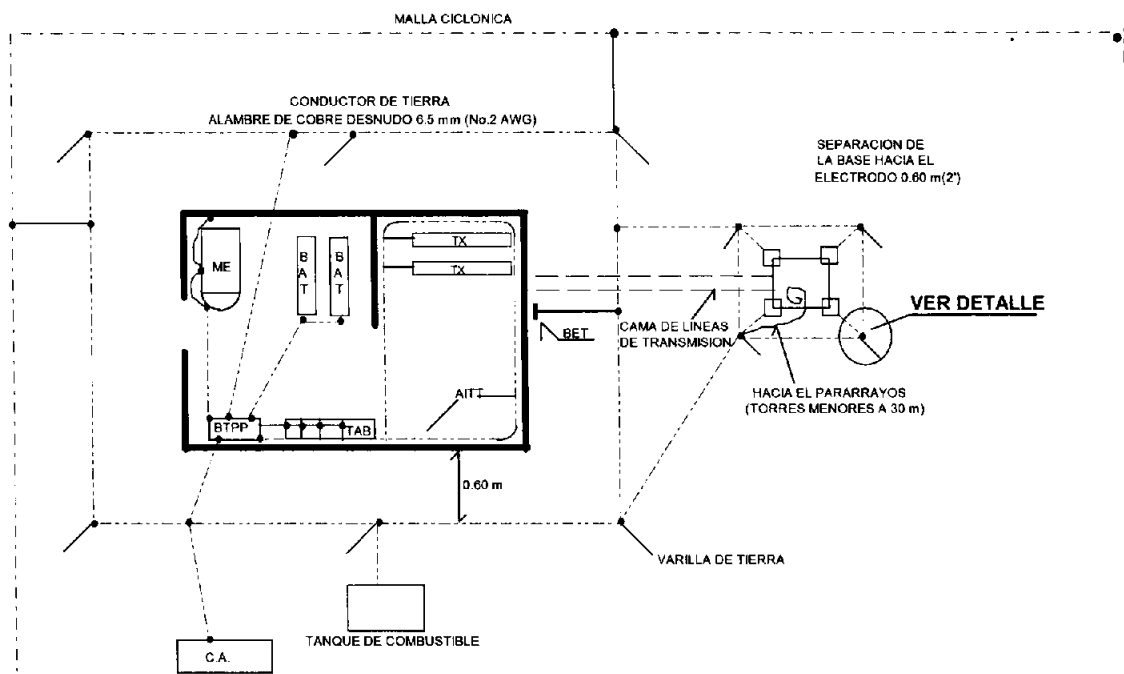 MALLA CICLONICA
CONDUCTOR DE TIERRA
ALAMBRE DE COBRE DESNUDO 6.5 mm (No.2 AWG)
SEPARACION DE
LA BASE HACIA EL
ELECTRODO 0.60 m(2')
ME
BAT
BAT
TX
TX
VER DETALLE
CAMA DE LINEAS
DE TRANSMISION
BET
AITT
HACIA EL PARARRAYOS
(TORRES MENORES A 30 m)
BTPP
TAB
0.60 m
VARILLA DE TIERRA
TANQUE DE COMBUSTIBLE
C.A.